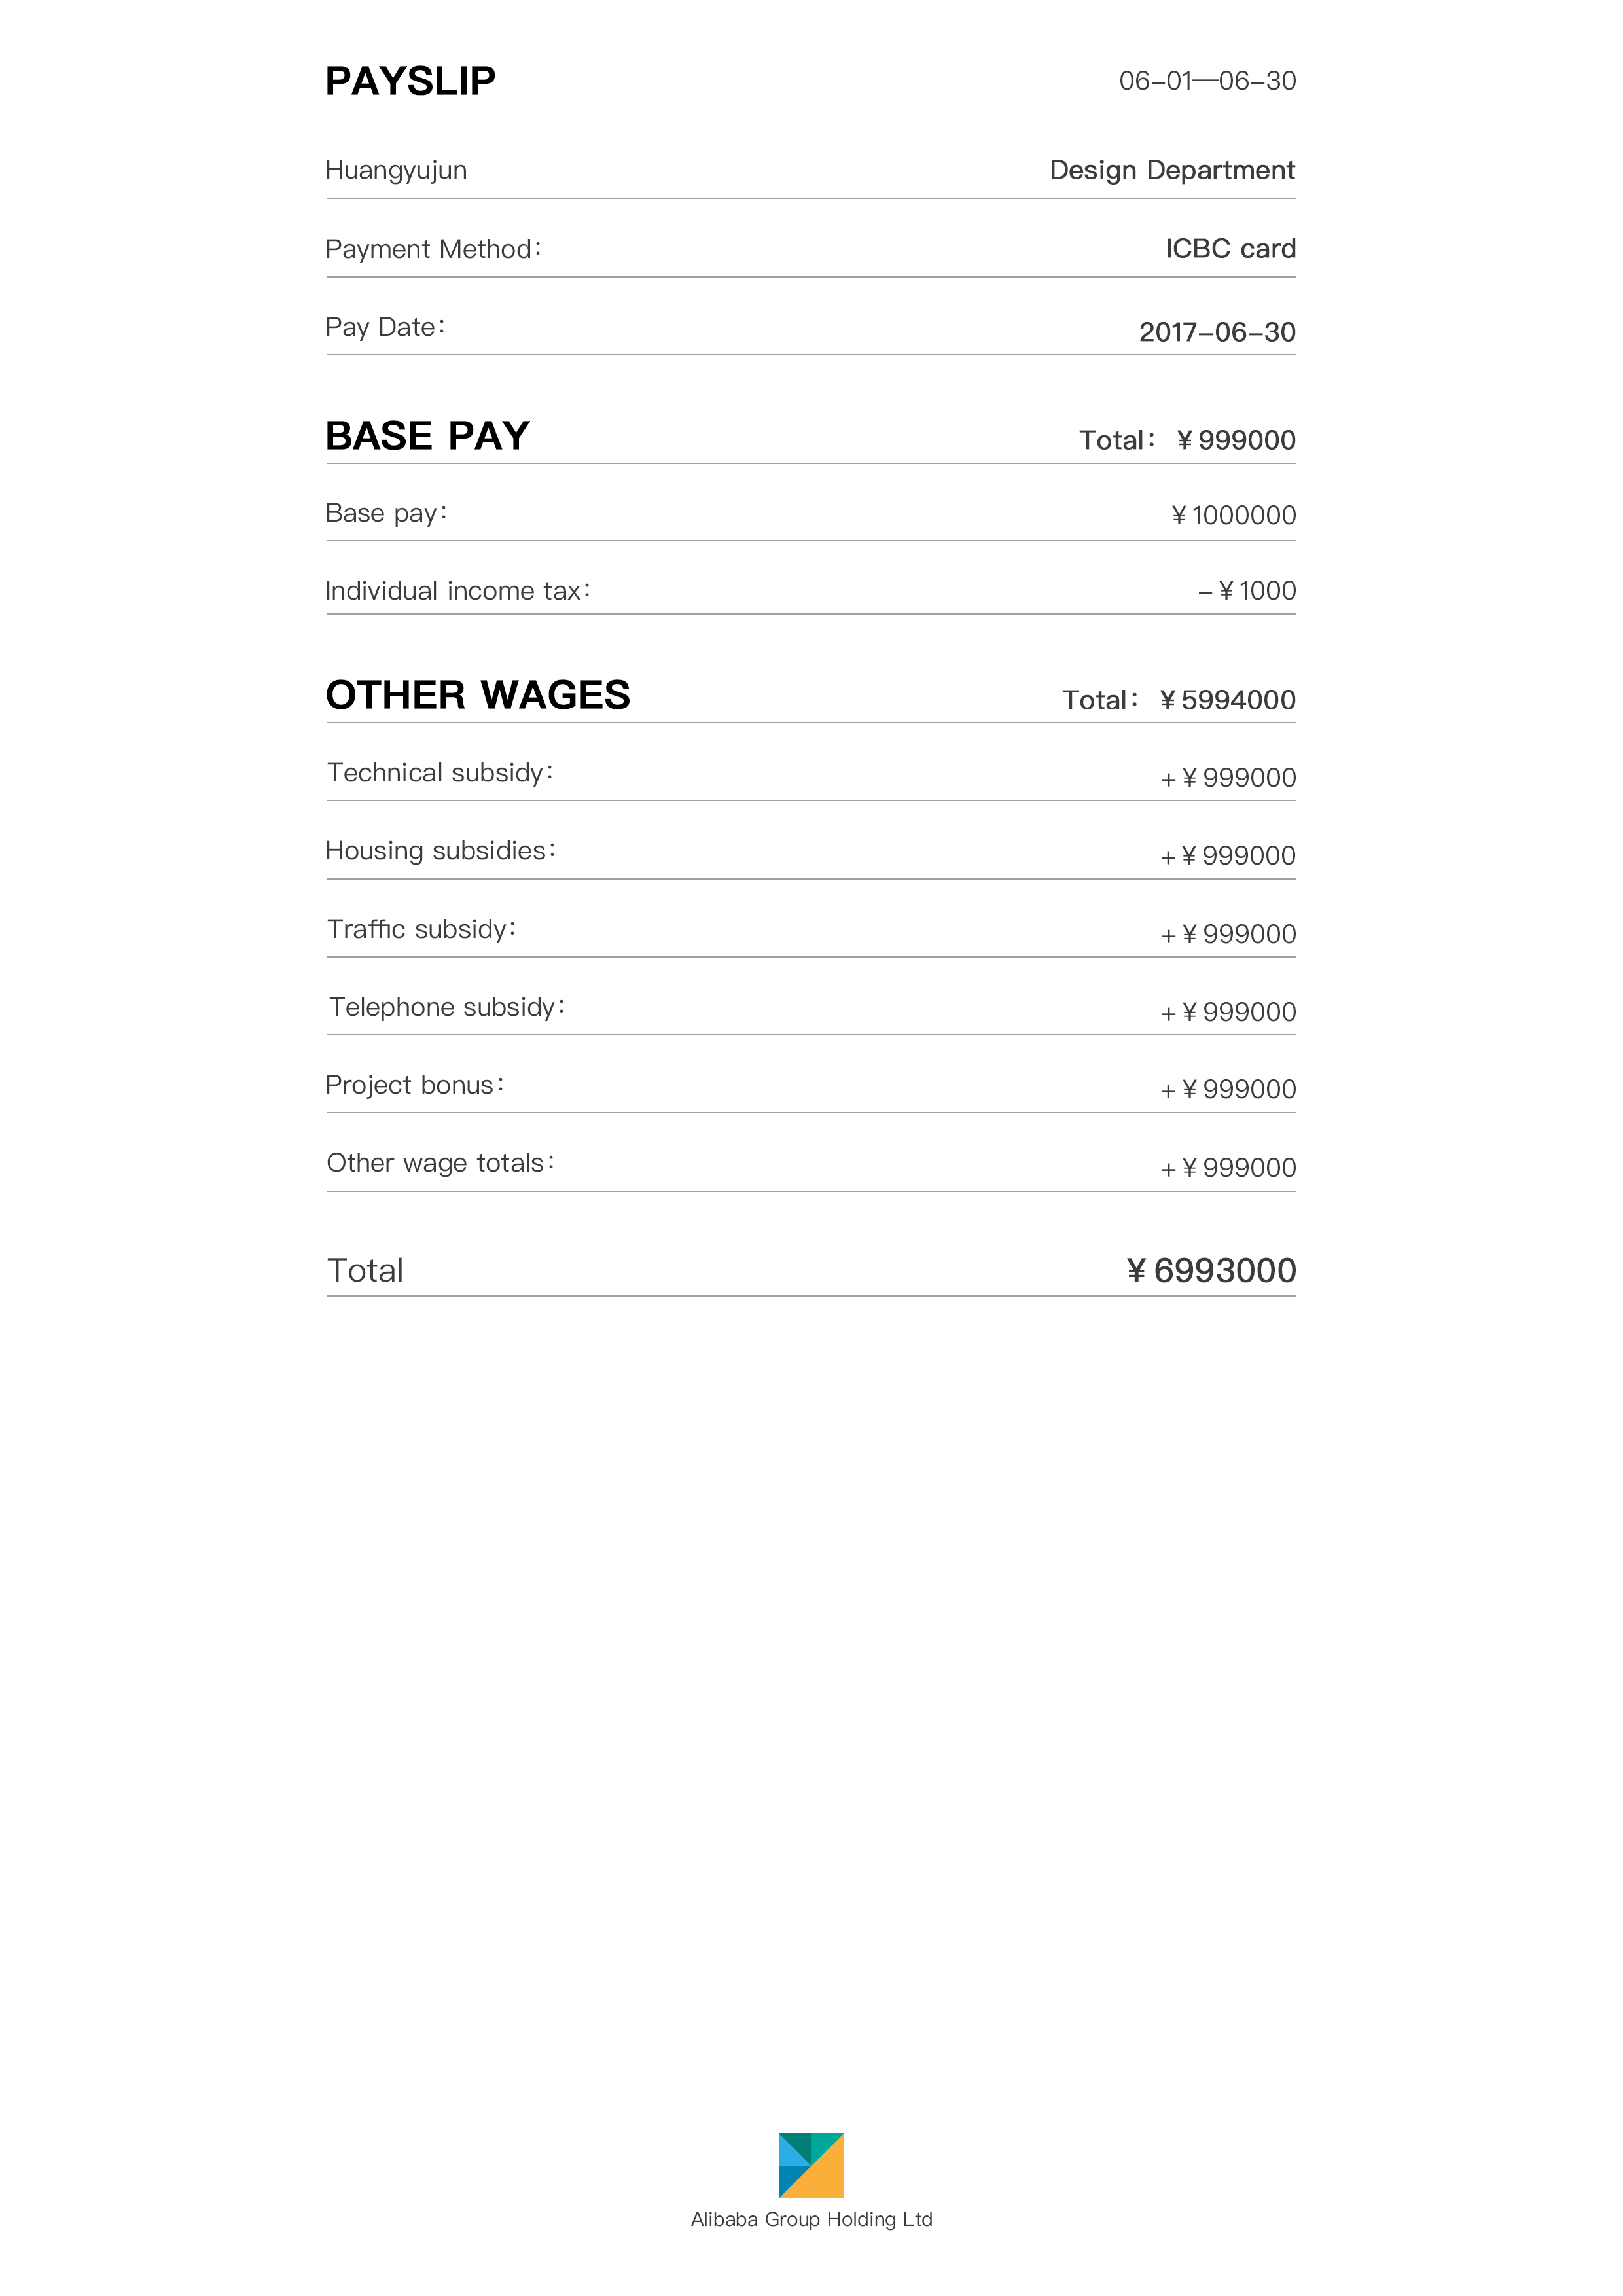 PAYSLIP 06-01—06-30
Huangyujun Design Department
Payment Method: ICBC card
Pay Date: 2017-06-30
BASE PAY Total: ¥999000
Base pay: ¥1000000
Individual income tax: -¥1000
OTHER WAGES Total: ¥5994000
Technical subsidy: +¥999000
Housing subsidies: +¥999000
Traffic subsidy: +¥999000
Telephone subsidy: +¥999000
Project bonus: +¥999000
Other wage totals: +¥999000
Total ¥6993000
Alibaba Group Holding Ltd